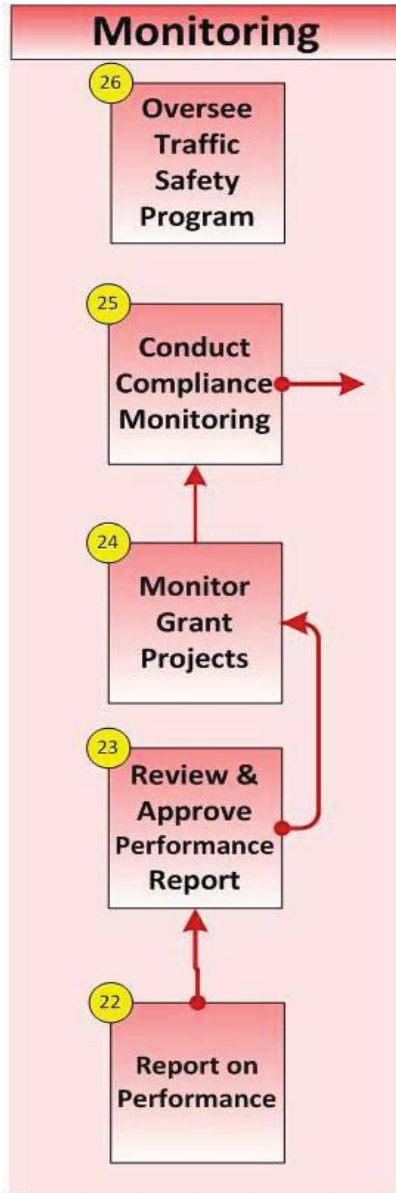 Monitoring
26
Oversee
Traffic
Safety
Program
25
Conduct
Compliance
Monitoring
24
Monitor
Grant
Projects
23
Review &
Approve
Performance
Report
22
Report on
Performance